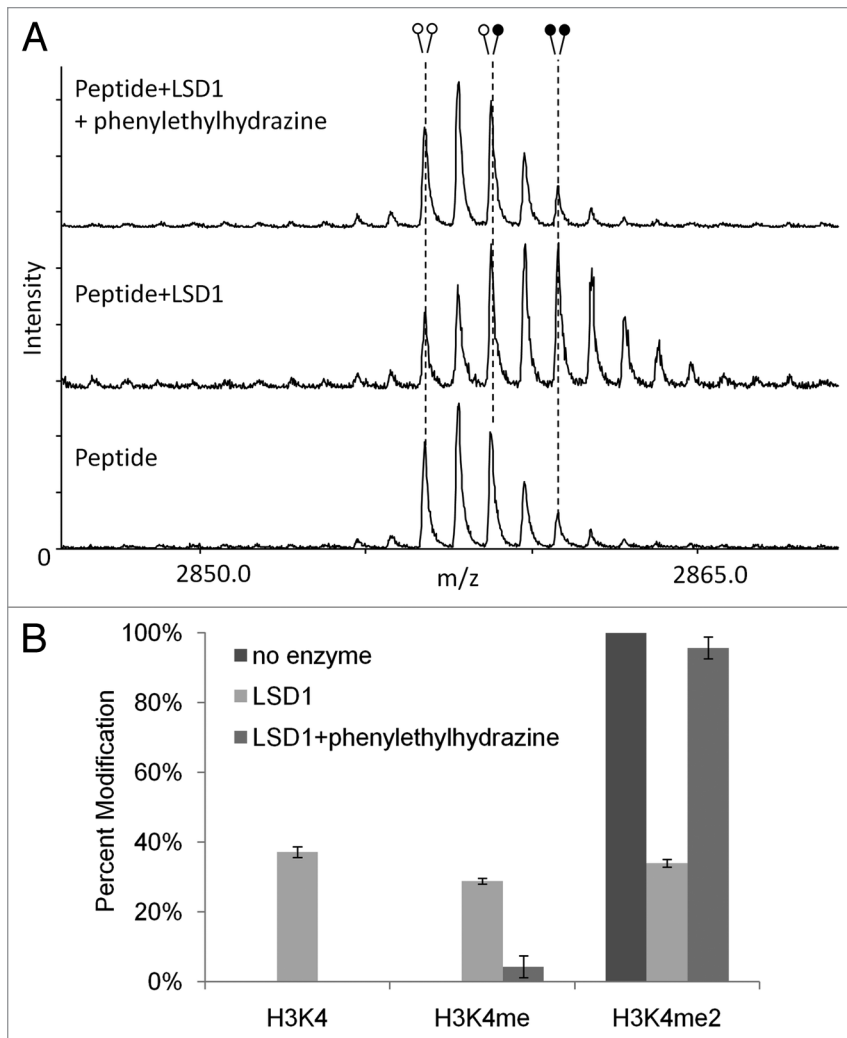 A
Peptide+LSD1
+ phenylethylhydrazine
Peptide+LSD1
Peptide
Intensity
0
2850.0
m/z
2865.0
B
100%
80%
60%
40%
20%
0%
Percent Modification
no enzyme
LSD1
LSD1+phenylethylhydrazine
H3K4
H3K4me
H3K4me2